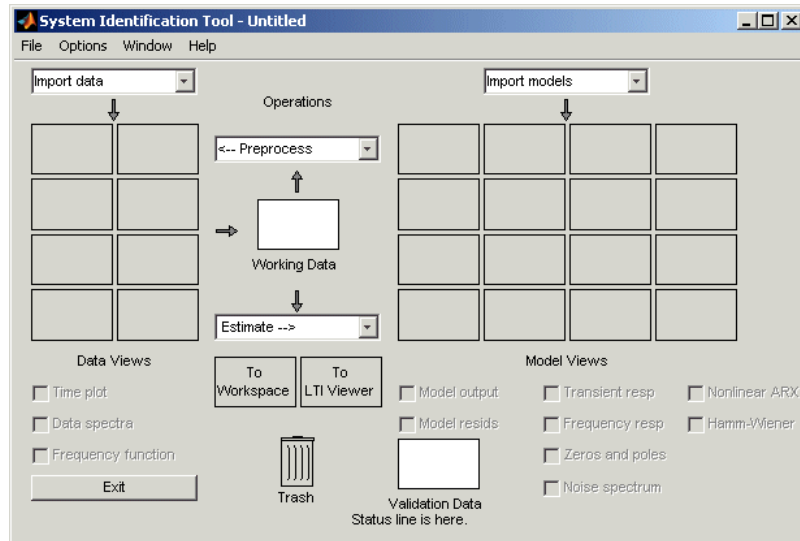 System Identification Tool - Untitled
File Options Window Help
Import data
Import models
Operations
<-- Preprocess
Working Data
Estimate -->
Data Views
To Workspace
To LTI Viewer
Model Views
Time plot
Data spectra
Frequency function
Model output
Model resids
Transient resp
Frequency resp
Zeros and poles
Noise spectrum
Nonlinear ARX
Hamm-Wiener
Exit
Trash
Validation Data
Status line is here.